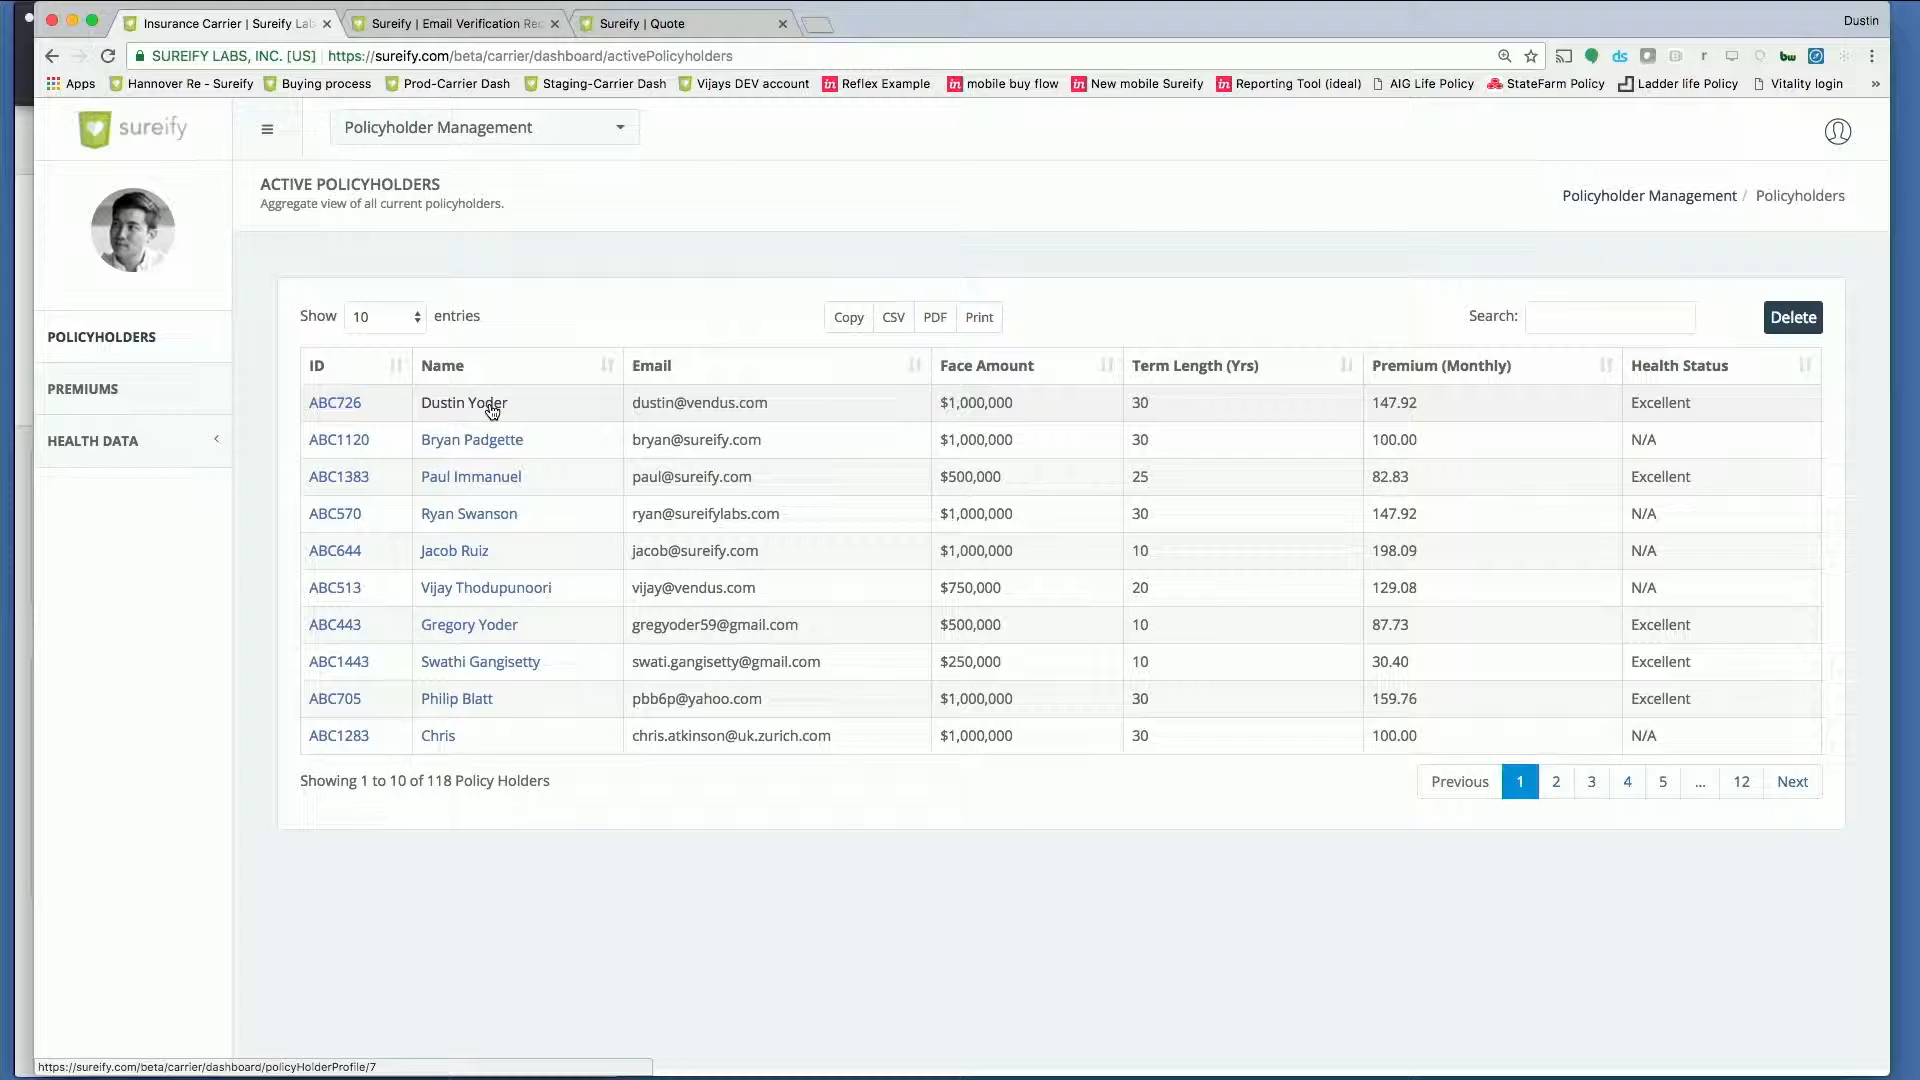 Insurance Carrier | Sureify Lab
Sureify | Email Verification Rec
Sureify | Quote
Dustin
SUREIFY LABS, INC. [US] https://sureify.com/beta/carrier/dashboard/activePolicyholders
Apps Hannover Re - Sureify Buying process Prod-Carrier Dash Staging-Carrier Dash Vijays DEV account Reflex Example mobile buy flow New mobile Sureify Reporting Tool (ideal) AIG Life Policy StateFarm Policy Ladder life Policy Vitality login »
sureify
Policyholder Management
ACTIVE POLICYHOLDERS
Aggregate view of all current policyholders.
Policyholder Management / Policyholders
POLICYHOLDERS
PREMIUMS
HEALTH DATA
Show 10 entries Copy CSV PDF Print Search: Delete
ID Name Email Face Amount Term Length (Yrs) Premium (Monthly) Health Status
ABC726 Dustin Yoder dustin@vendus.com $1,000,000 30 147.92 Excellent
ABC1120 Bryan Padgette bryan@sureify.com $1,000,000 30 100.00 N/A
ABC1383 Paul Immanuel paul@sureify.com $500,000 25 82.83 Excellent
ABC570 Ryan Swanson ryan@sureifylabs.com $1,000,000 30 147.92 N/A
ABC644 Jacob Ruiz jacob@sureify.com $1,000,000 10 198.09 N/A
ABC513 Vijay Thodupunoori vijay@vendus.com $750,000 20 129.08 N/A
ABC443 Gregory Yoder gregyoder59@gmail.com $500,000 10 87.73 Excellent
ABC1443 Swathi Gangisetty swati.gangisetty@gmail.com $250,000 10 30.40 Excellent
ABC705 Philip Blatt pbb6p@yahoo.com $1,000,000 30 159.76 Excellent
ABC1283 Chris chris.atkinson@uk.zurich.com $1,000,000 30 100.00 N/A
Showing 1 to 10 of 118 Policy Holders
Previous 1 2 3 4 5 ... 12 Next
https://sureify.com/beta/carrier/dashboard/policyHolderProfile/7